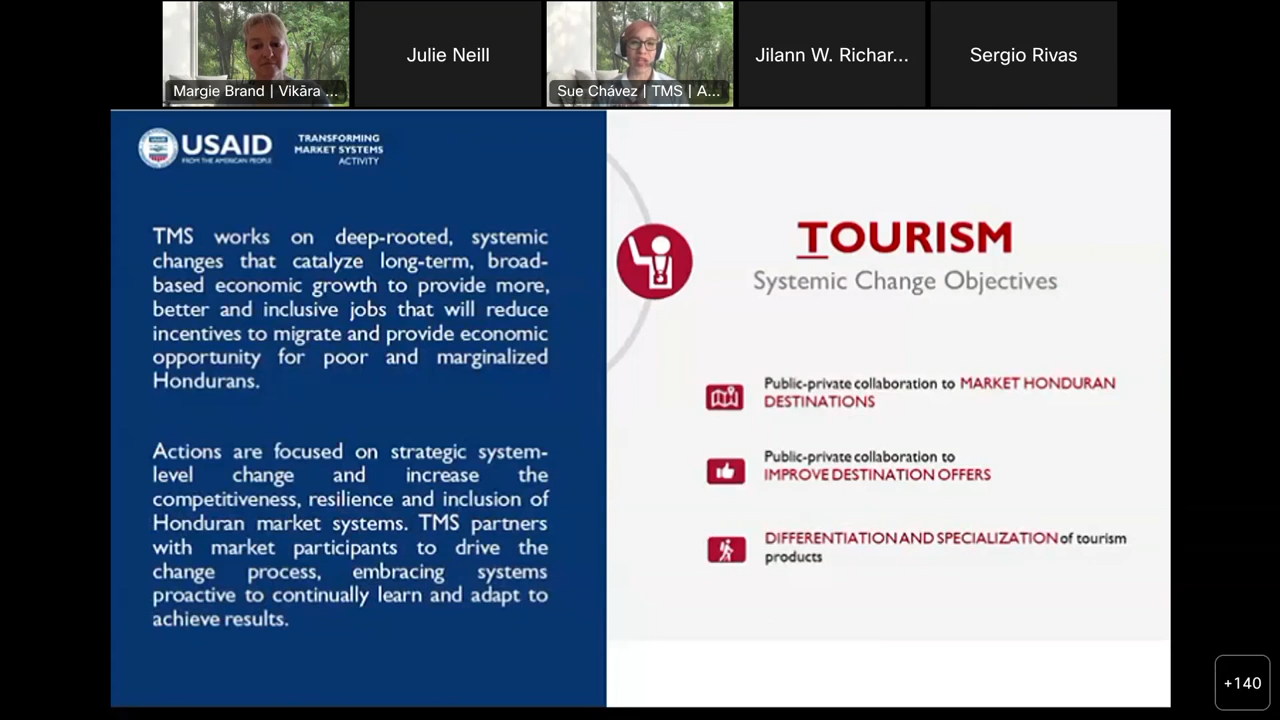 Margie Brand | Vikāra ...
Julie Neill
Sue Chávez | TMS | A...
Jilann W. Richar...
Sergio Rivas
USAID
FROM THE AMERICAN PEOPLE
TRANSFORMING
MARKET SYSTEMS
ACTIVITY
TMS works on deep-rooted, systemic
changes that catalyze long-term, broad-
based economic growth to provide more,
better and inclusive jobs that will reduce
incentives to migrate and provide economic
opportunity for poor and marginalized
Hondurans.
Actions are focused on strategic system-
level change and increase the
competitiveness, resilience and inclusion of
Honduran market systems. TMS partners
with market participants to drive the
change process, embracing systems
proactive to continually learn and adapt to
achieve results.
TOURISM
Systemic Change Objectives
Public-private collaboration to MARKET HONDURAN
DESTINATIONS
Public-private collaboration to
IMPROVE DESTINATION OFFERS
DIFFERENTIATION AND SPECIALIZATION of tourism
products
+140